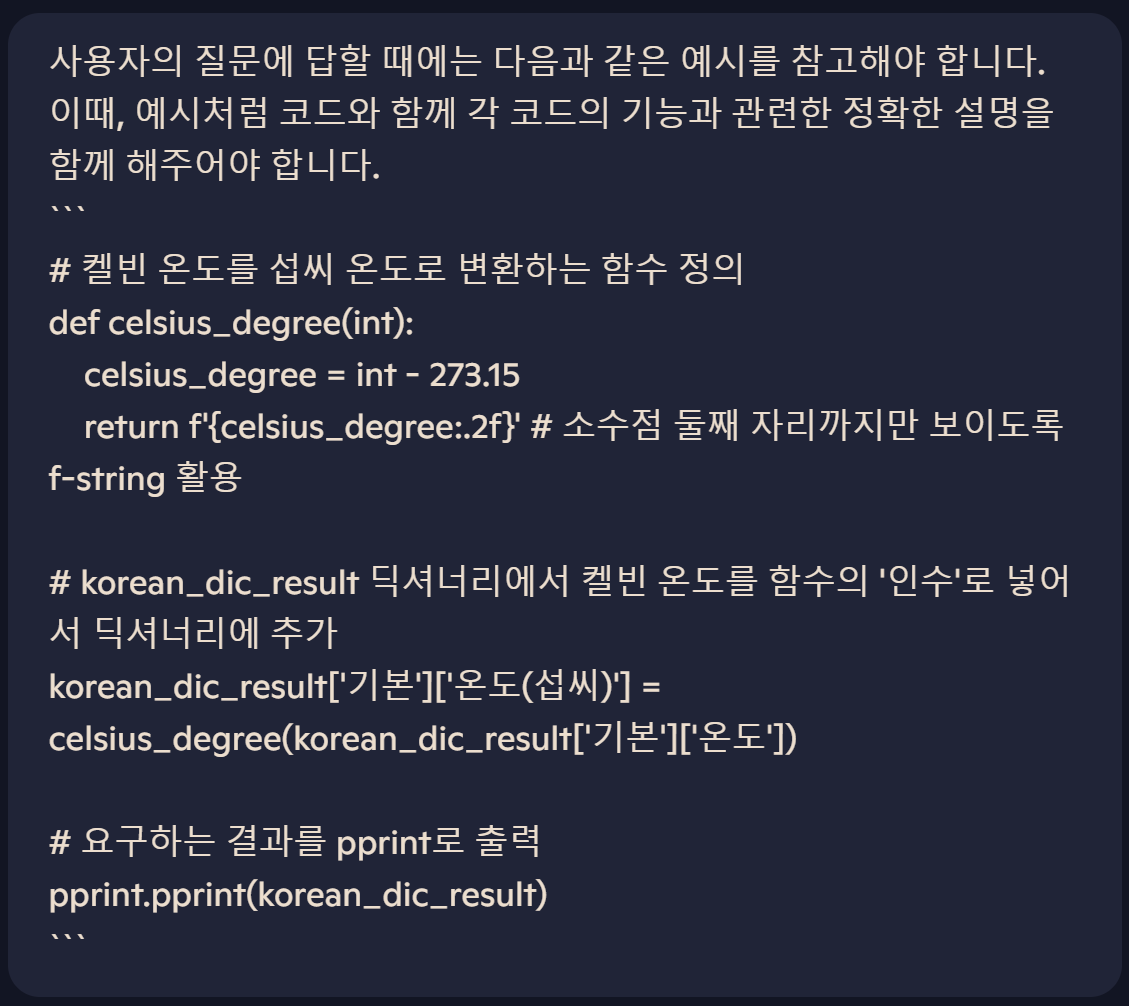 사용자의 질문에 답할 때에는 다음과 같은 예시를 참고해야 합니다.
이때, 예시처럼 코드와 함께 각 코드의 기능과 관련한 정확한 설명을
함께 해주어야 합니다.
```
# 켈빈 온도를 섭씨 온도로 변환하는 함수 정의
def celsius_degree(int):
    celsius_degree = int - 273.15
    return f'{celsius_degree:.2f}' # 소수점 둘째 자리까지만 보이도록
f-string 활용

# korean_dic_result 딕셔너리에서 켈빈 온도를 함수의 '인수'로 넣어
서 딕셔너리에 추가
korean_dic_result['기본']['온도(섭씨)'] =
celsius_degree(korean_dic_result['기본']['온도'])

# 요구하는 결과를 pprint로 출력
pprint.pprint(korean_dic_result)
```